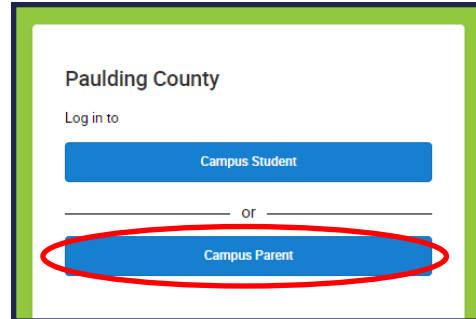 Paulding County
Log in to
Campus Student
or
Campus Parent